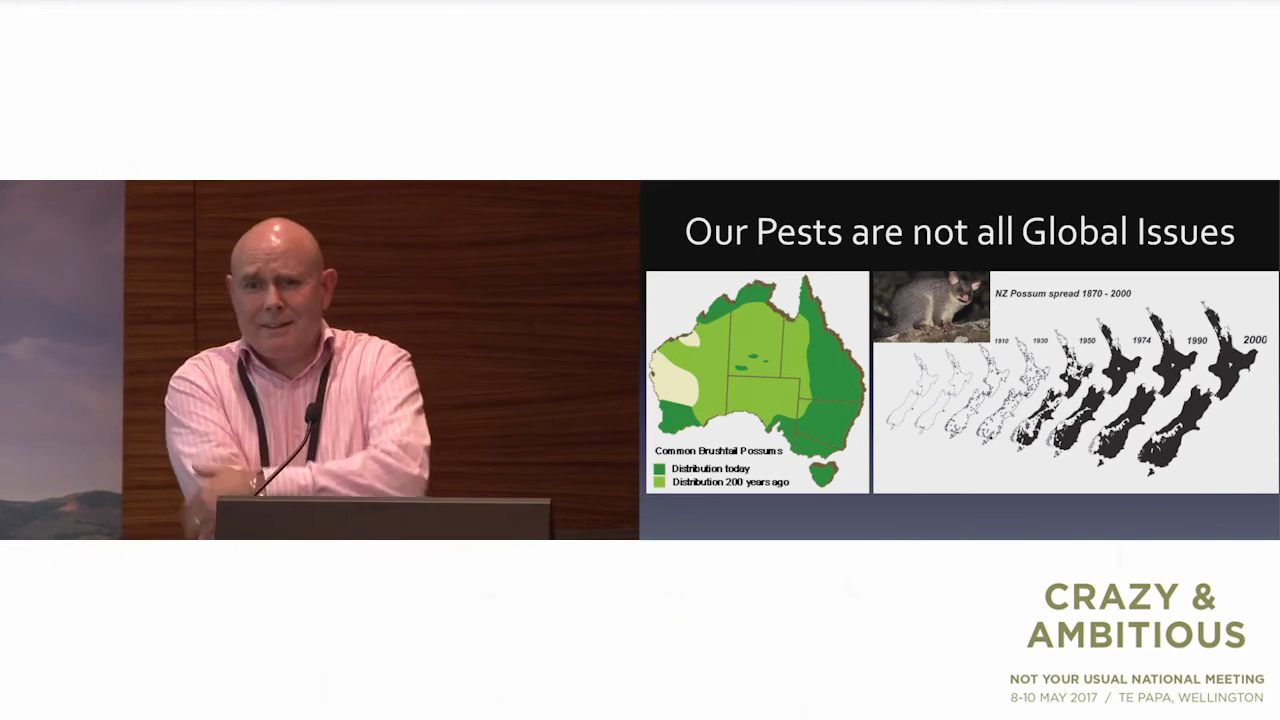 Our Pests are not all Global Issues
Common Brushtail Possums
Distribution today
Distribution 200 years ago
NZ Possum spread 1870 - 2000
1910
1930
1950
1974
1990
2000
CRAZY &
AMBITIOUS
NOT YOUR USUAL NATIONAL MEETING
8-10 MAY 2017 / TE PAPA, WELLINGTON